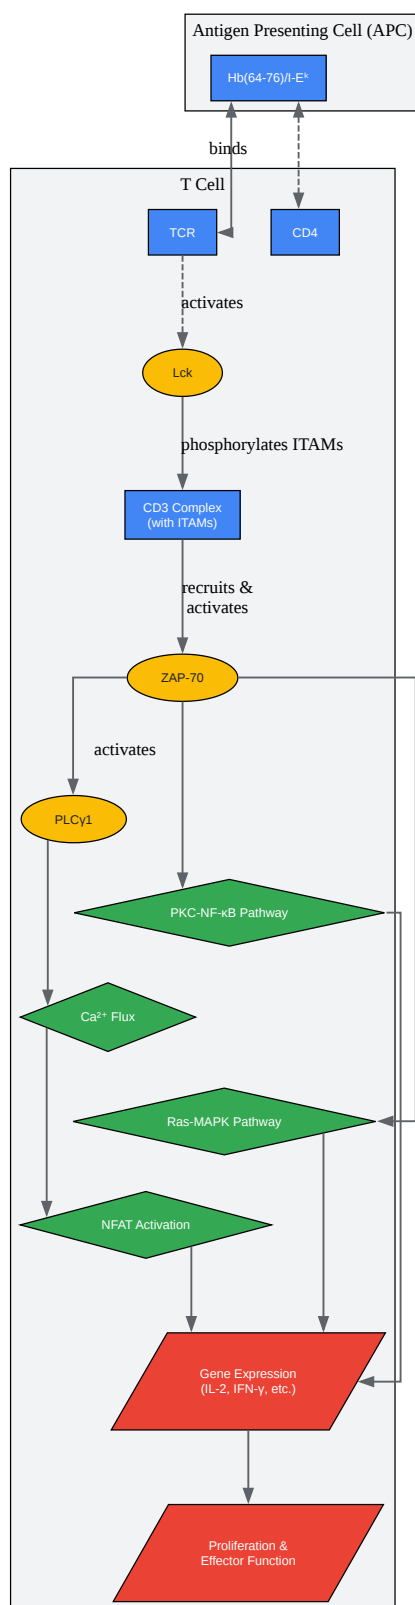 Antigen Presenting Cell (APC)
Hb(64-76)/I-Eᵏ
binds
T Cell
TCR
CD4
activates
Lck
phosphorylates ITAMs
CD3 Complex
(with ITAMs)
recruits &
activates
ZAP-70
activates
PLCγ1
PKC-NF-κB Pathway
Ca²⁺ Flux
Ras-MAPK Pathway
NFAT Activation
Gene Expression
(IL-2, IFN-γ, etc.)
Proliferation &
Effector Function